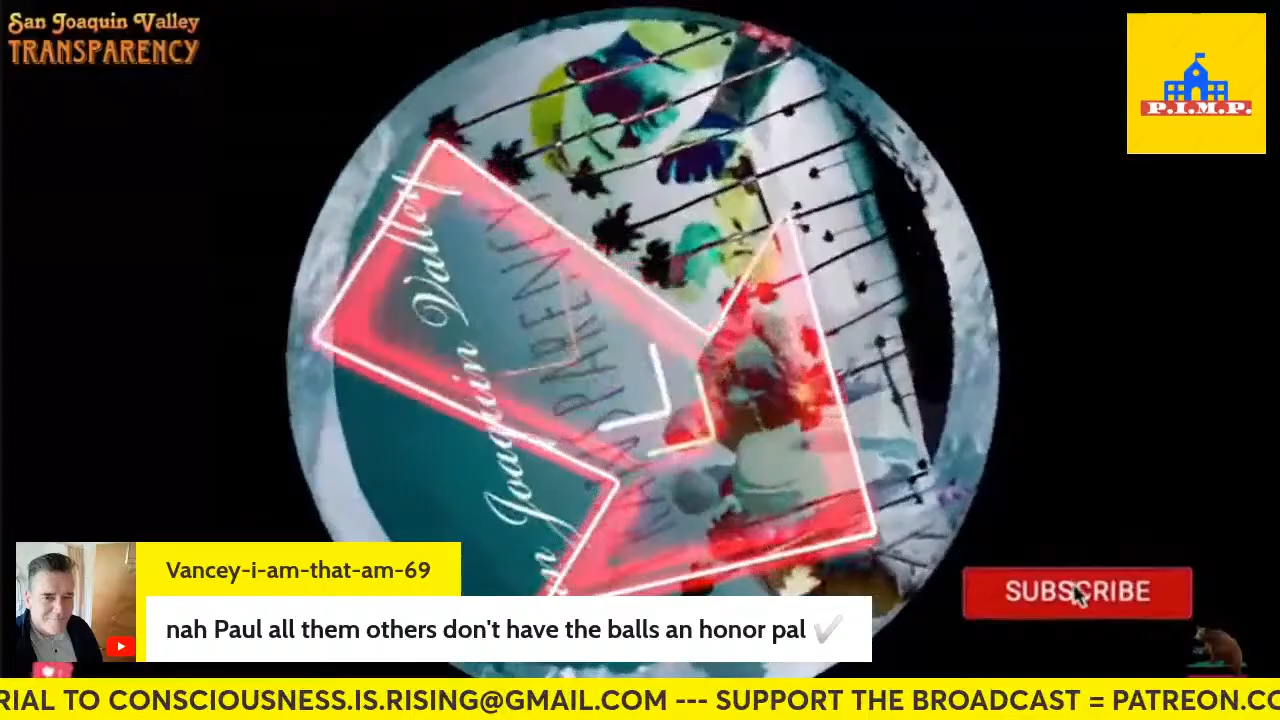 San Joaquin Valley
TRANSPARENCY
P.I.M.P.
San Joaquin Valley
TRANSPARENCY
SUBSCRIBE
Vancey-i-am-that-am-69
nah Paul all them others don't have the balls an honor pal ✔
RIAL TO CONSCIOUSNESS.IS.RISING@GMAIL.COM --- SUPPORT THE BROADCAST = PATREON.CO